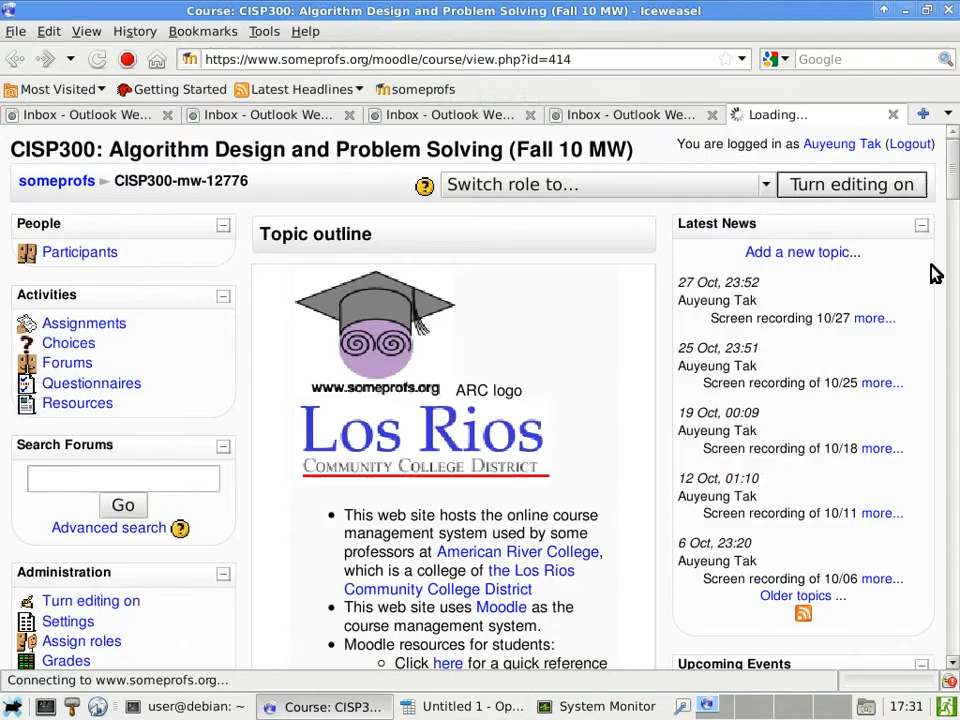 Course: CISP300: Algorithm Design and Problem Solving (Fall 10 MW) - Iceweasel
File Edit View History Bookmarks Tools Help
https://www.someprofs.org/moodle/course/view.php?id=414
Google
Most Visited Getting Started Latest Headlines someprofs
Inbox - Outlook We... Inbox - Outlook We... Inbox - Outlook We... Inbox - Outlook We... Loading...
CISP300: Algorithm Design and Problem Solving (Fall 10 MW)
You are logged in as Auyeung Tak (Logout)
someprofs ► CISP300-mw-12776
Switch role to...
Turn editing on
People
Participants
Activities
Assignments
Choices
Forums
Questionnaires
Resources
Search Forums
Go
Advanced search
Administration
Turn editing on
Settings
Assign roles
Grades
Topic outline
www.someprofs.org
ARC logo
Los Rios
Community College District
• This web site hosts the online course
management system used by some
professors at American River College,
which is a college of the Los Rios
Community College District
• This web site uses Moodle as the
course management system.
• Moodle resources for students:
Click here for a quick reference
Latest News
Add a new topic...
27 Oct, 23:52
Auyeung Tak
Screen recording 10/27 more...
25 Oct, 23:51
Auyeung Tak
Screen recording of 10/25 more...
19 Oct, 00:09
Auyeung Tak
Screen recording of 10/18 more...
12 Oct, 01:10
Auyeung Tak
Screen recording of 10/11 more...
6 Oct, 23:20
Auyeung Tak
Screen recording of 10/06 more...
Older topics ...
Upcoming Events
Connecting to www.someprofs.org...
user@debian: ~
Course: CISP3...
Untitled 1 - Op...
System Monitor
17:31